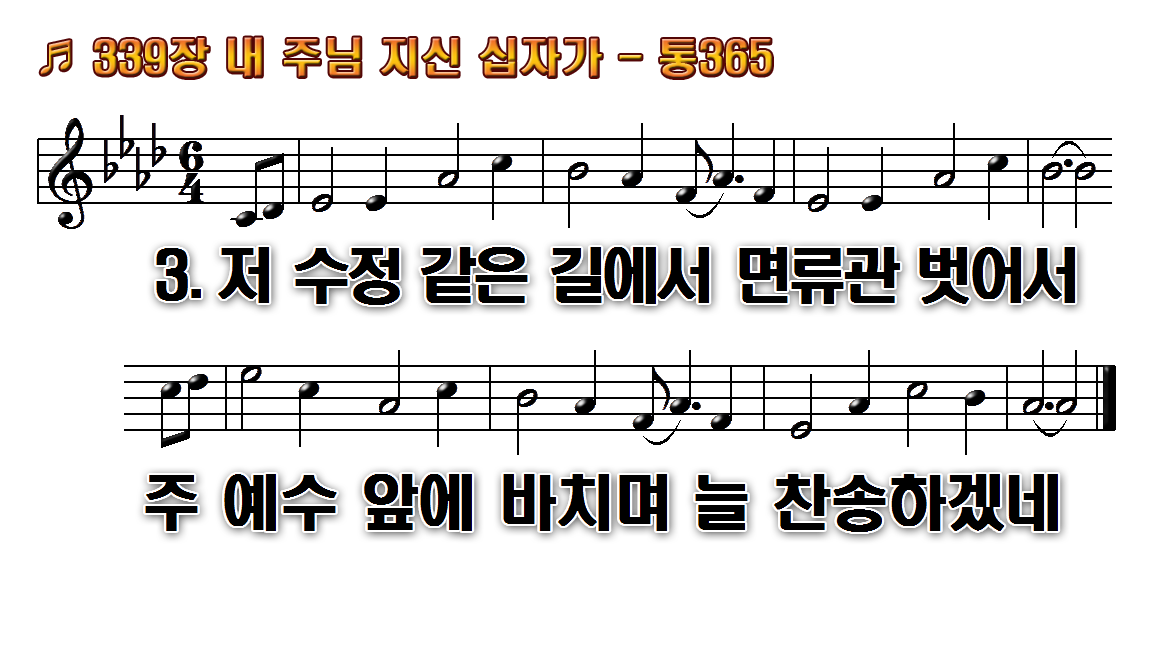 ♬ 339장 내 주님 지신 십자가 - 통365
6
4
3. 저 수정 같은 길에서 면류관 벗어서
주 예수 앞에 바치며 늘 찬송하겠네